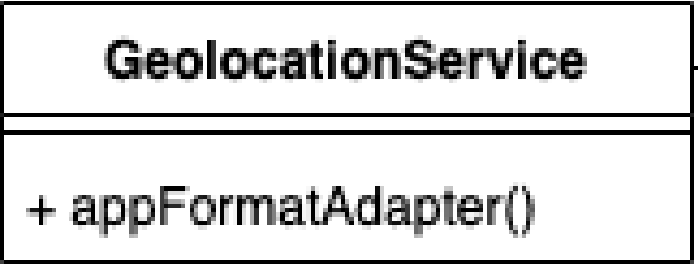 GeolocationService
+ appFormatAdapter()